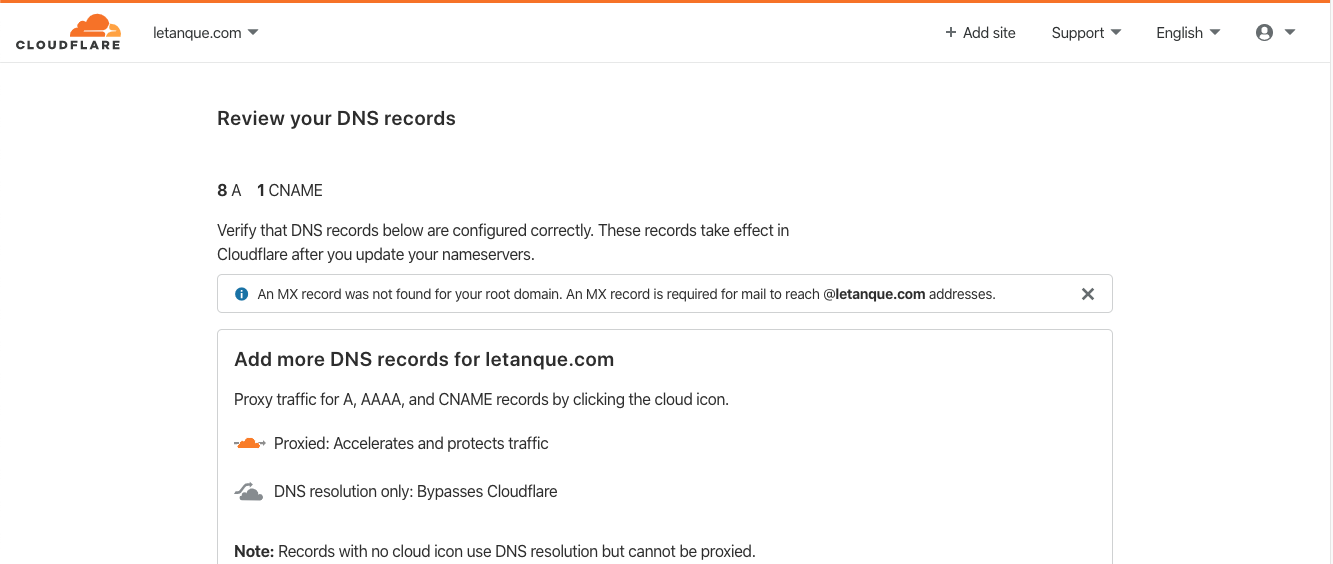 CLOUDFLARE letanque.com + Add site Support English
Review your DNS records
8 A 1 CNAME
Verify that DNS records below are configured correctly. These records take effect in
Cloudflare after you update your nameservers.
An MX record was not found for your root domain. An MX record is required for mail to reach @letanque.com addresses.
Add more DNS records for letanque.com
Proxy traffic for A, AAAA, and CNAME records by clicking the cloud icon.
Proxied: Accelerates and protects traffic
DNS resolution only: Bypasses Cloudflare
Note: Records with no cloud icon use DNS resolution but cannot be proxied.